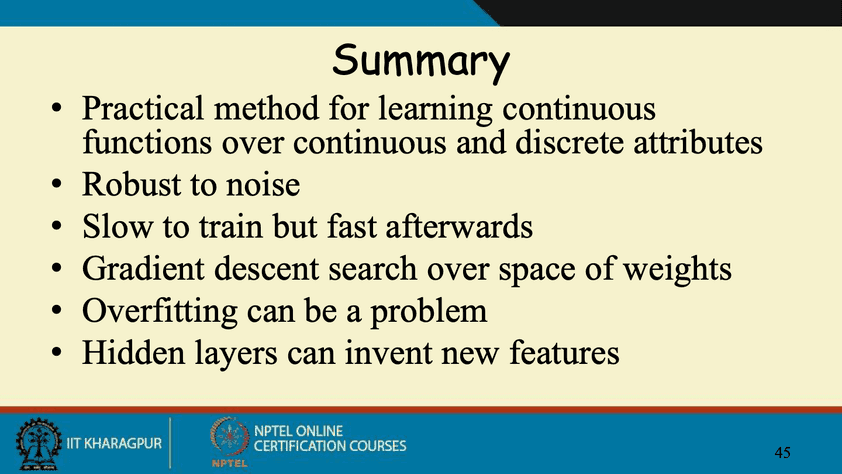 Summary
• Practical method for learning continuous
functions over continuous and discrete attributes
• Robust to noise
• Slow to train but fast afterwards
• Gradient descent search over space of weights
• Overfitting can be a problem
• Hidden layers can invent new features
IIT KHARAGPUR
NPTEL
NPTEL ONLINE
CERTIFICATION COURSES
45